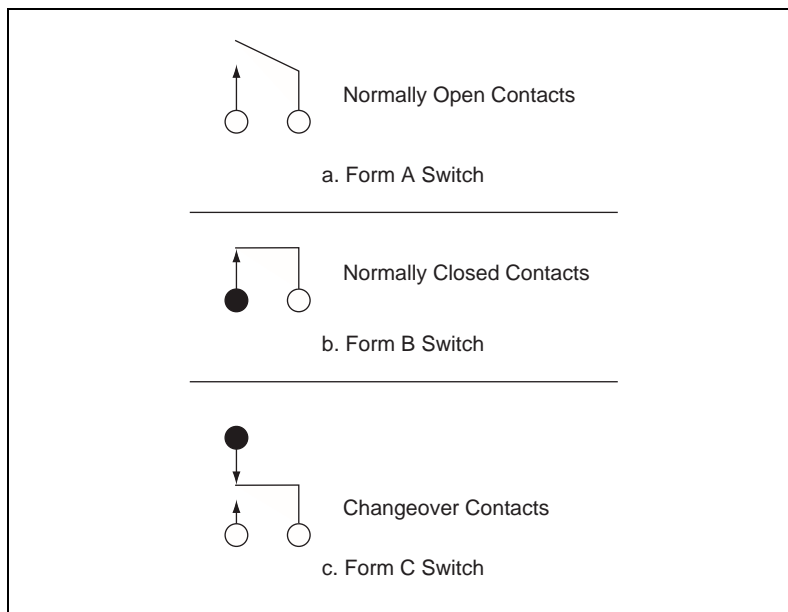 Normally Open Contacts
a. Form A Switch
Normally Closed Contacts
b. Form B Switch
Changeover Contacts
c. Form C Switch